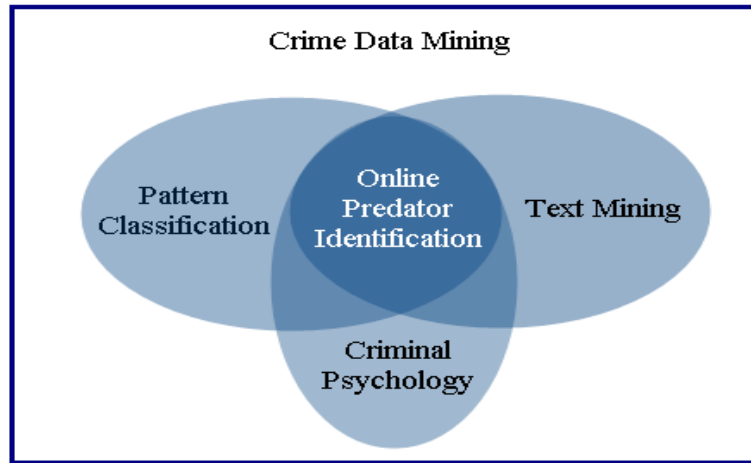 Crime Data Mining
Pattern
Classification
Online
Predator
Identification
Text Mining
Criminal
Psychology